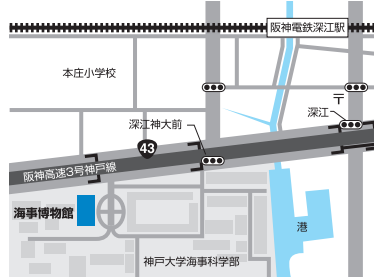 阪神電鉄深江駅
本庄小学校
〒
深江
深江神大前
43
阪神高速3号神戸線
海事博物館
港
神戸大学海事科学部